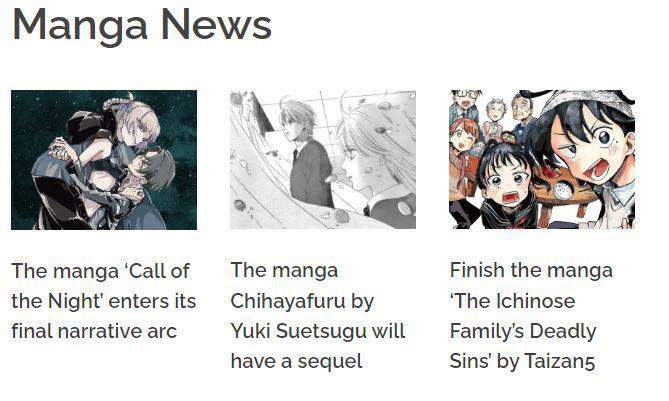 Manga News
The manga ‘Call of
the Night’ enters its
final narrative arc
The manga
Chihayafuru by
Yuki Suetsugu will
have a sequel
Finish the manga
‘The Ichinose
Family’s Deadly
Sins’ by Taizan5